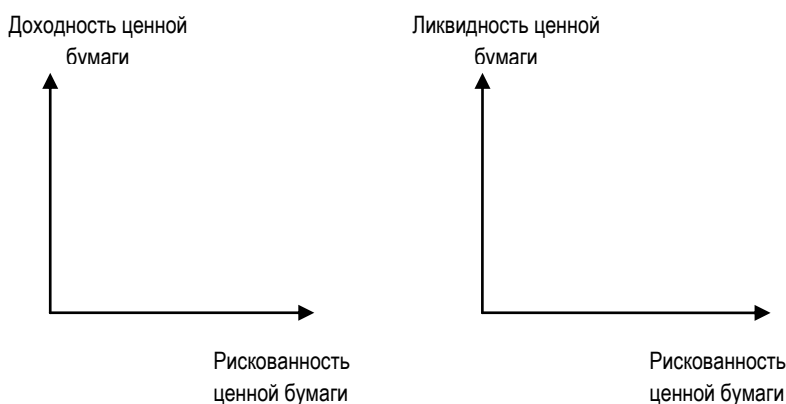 Доходность ценной
бумаги
Ликвидность ценной
бумаги
Рискованность
ценной бумаги
Рискованность
ценной бумаги